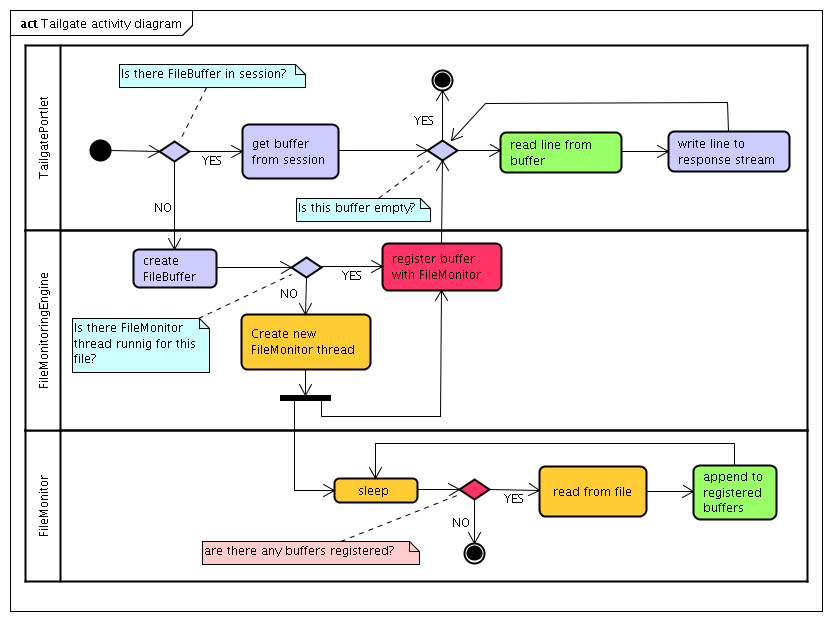 act Tailgate activity diagram
TailgatePortlet
Is there FileBuffer in session?
YES
get buffer
from session
YES
read line from
buffer
write line to
response stream
NO
Is this buffer empty?
FileMonitoringEngine
create
FileBuffer
YES
register buffer
with FileMonitor
NO
Is there FileMonitor
thread runnig for this
file?
Create new
FileMonitor thread
FileMonitor
sleep
YES
read from file
append to
registered
buffers
NO
are there any buffers registered?